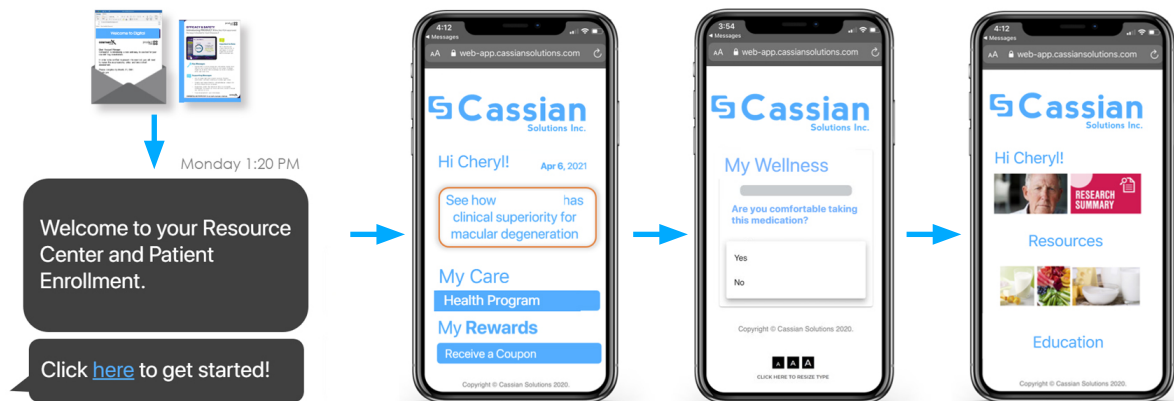 Welcome to Digital
EFFICACY & SAFETY
Monday 1:20 PM
Welcome to your Resource
Center and Patient
Enrollment.
Click here to get started!
4:12
Messages
AA web-app.cassiansolutions.com
Cassian
Solutions Inc.
Hi Cheryl!
Apr 6, 2021
See how has
clinical superiority for
macular degeneration
My Care
Health Program
My Rewards
Receive a Coupon
Copyright © Cassian Solutions 2020.
3:54
Messages
AA web-app.cassiansolutions.com
Cassian
Solutions Inc.
My Wellness
Are you comfortable taking
this medication?
Yes
No
Copyright © Cassian Solutions 2020.
A A A
CLICK HERE TO RESIZE TYPE
4:12
Messages
AA web-app.cassiansolutions.com
Cassian
Solutions Inc.
Hi Cheryl!
RESEARCH
SUMMARY
Resources
Education
Copyright © Cassian Solutions 2020.